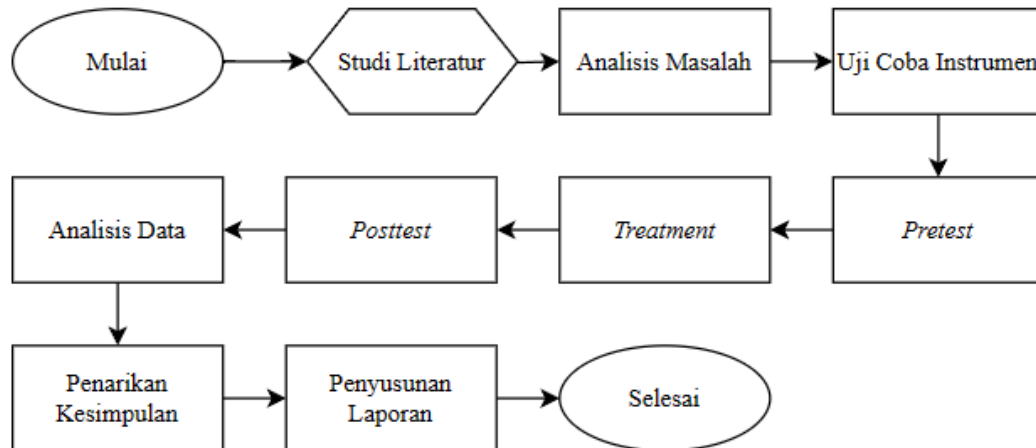 Mulai
Studi Literatur
Analisis Masalah
Uji Coba Instrumen
Analisis Data
Posttest
Treatment
Pretest
Penarikan
Kesimpulan
Penyusunan
Laporan
Selesai